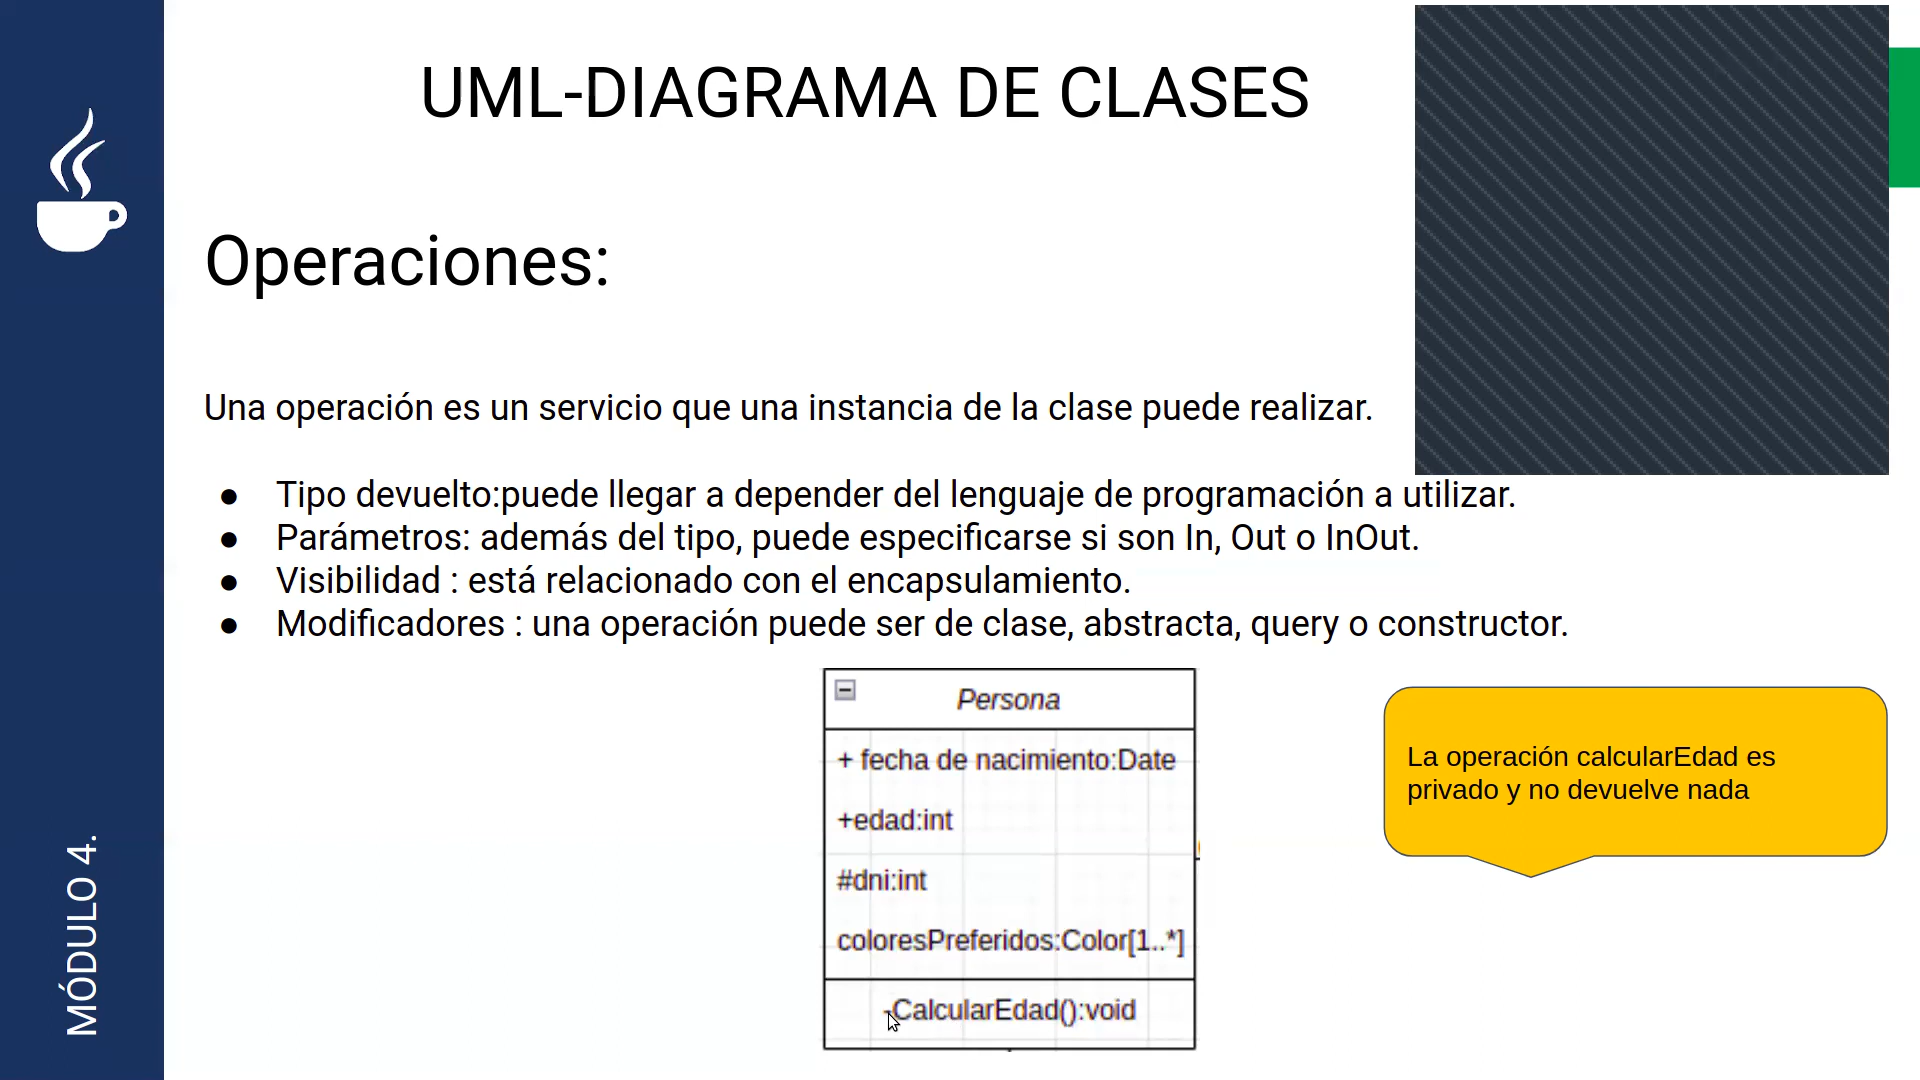 UML-DIAGRAMA DE CLASES
Operaciones:
Una operación es un servicio que una instancia de la clase puede realizar.
● Tipo devuelto:puede llegar a depender del lenguaje de programación a utilizar.
● Parámetros: además del tipo, puede especificarse si son In, Out o InOut.
● Visibilidad : está relacionado con el encapsulamiento.
● Modificadores : una operación puede ser de clase, abstracta, query o constructor.
Persona
+ fecha de nacimiento:Date
+edad:int
#dni:int
coloresPreferidos:Color[1..*]
-CalcularEdad():void
La operación calcularEdad es
privado y no devuelve nada
MÓDULO 4.